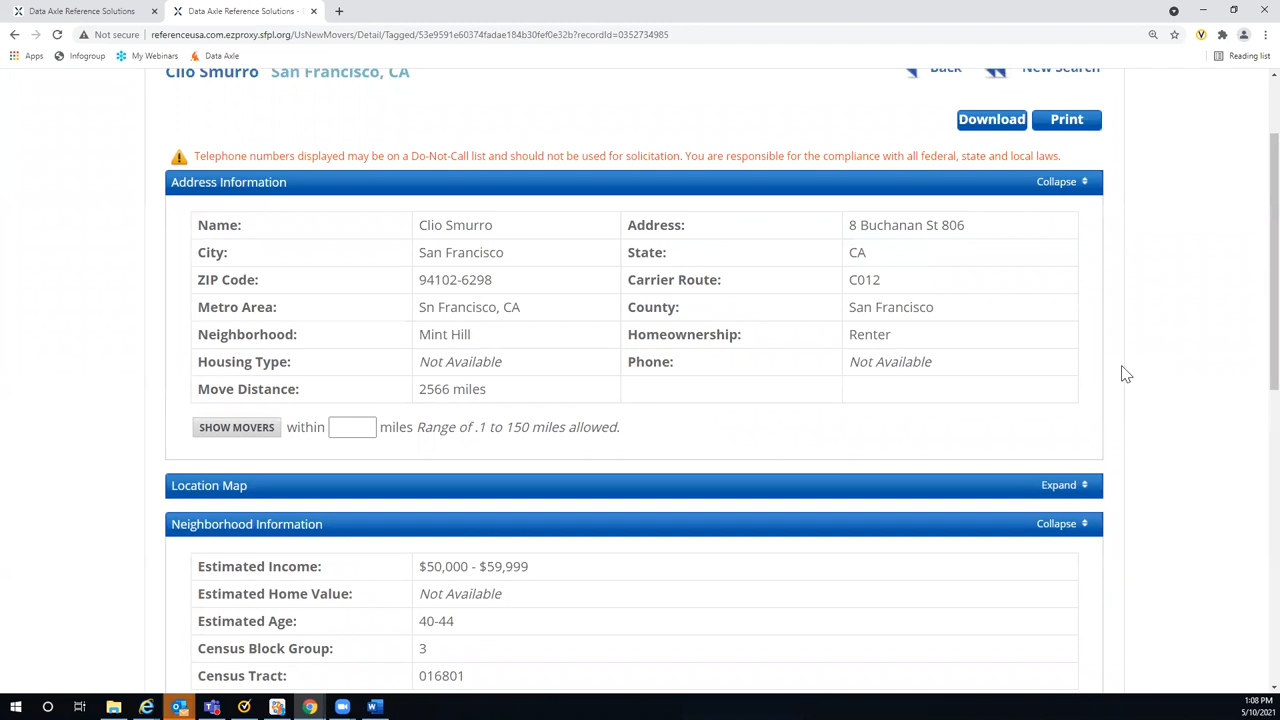 Data Axle Reference Solutions
Data Axle Reference Solutions -
Not secure referenceusa.com.ezproxy.sfpl.org/UsNewMovers/Detail/Tagged/53e9591e60374fadae184b30fef0e32b?recordId=0352734985
Apps Infogroup My Webinars Data Axle Reading list
Clio Smurro San Francisco, CA Back New Search
Download Print
Telephone numbers displayed may be on a Do-Not-Call list and should not be used for solicitation. You are responsible for the compliance with all federal, state and local laws.
Address Information Collapse
Name: Clio Smurro Address: 8 Buchanan St 806
City: San Francisco State: CA
ZIP Code: 94102-6298 Carrier Route: C012
Metro Area: Sn Francisco, CA County: San Francisco
Neighborhood: Mint Hill Homeownership: Renter
Housing Type: Not Available Phone: Not Available
Move Distance: 2566 miles
SHOW MOVERS within miles Range of .1 to 150 miles allowed.
Location Map Expand
Neighborhood Information Collapse
Estimated Income: $50,000 - $59,999
Estimated Home Value: Not Available
Estimated Age: 40-44
Census Block Group: 3
Census Tract: 016801
1:08 PM
5/10/2021